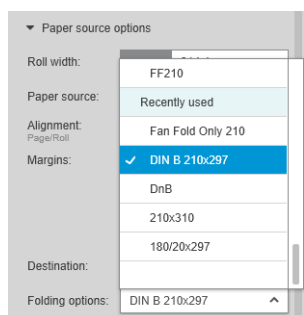 Paper source options
Roll width:
FF210
Paper source:
Recently used
Alignment:
Page/Roll
Fan Fold Only 210
Margins:
DIN B 210x297
DnB
210x310
180/20x297
Destination:
Folding options:
DIN B 210x297